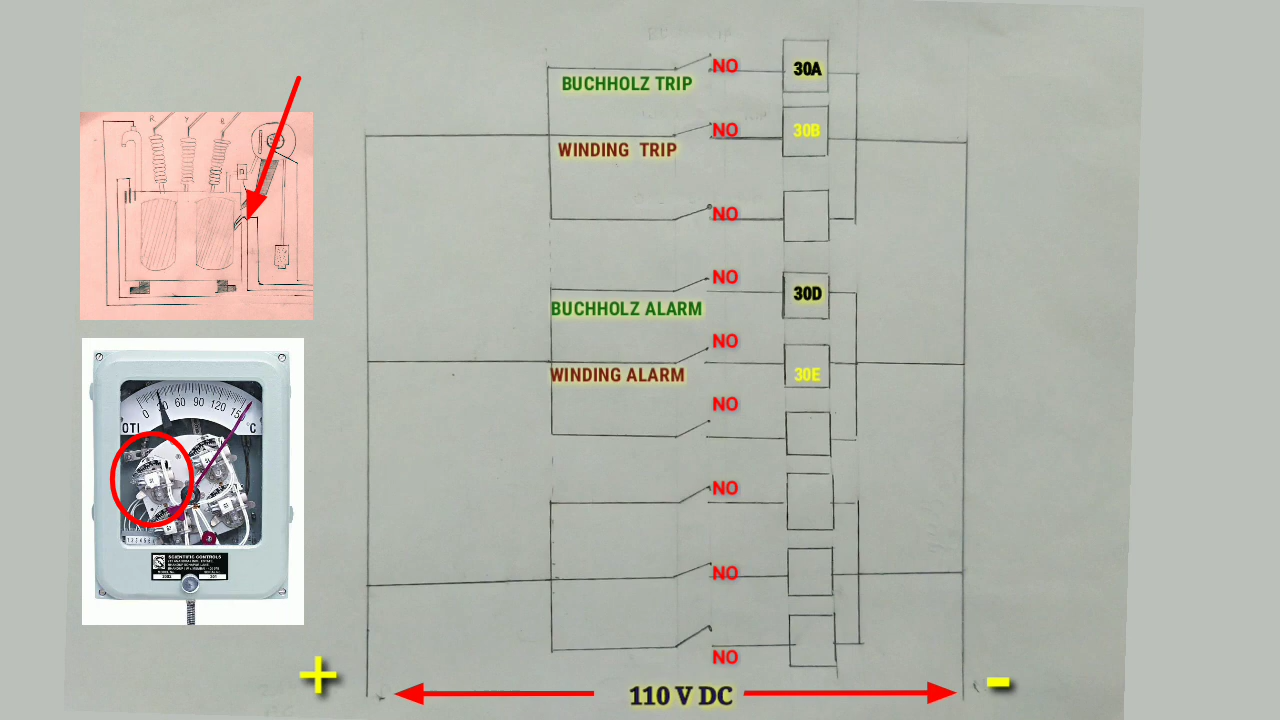 BUCHHOLZ TRIP
NO
30A
WINDING TRIP
NO
30B
NO
BUCHHOLZ ALARM
NO
30D
WINDING ALARM
NO
30E
NO
NO
NO
NO
+
110 V DC
-
R Y B
0 30 60 90 120 150
OTI
°C
SCIENTIFIC CONTROLS